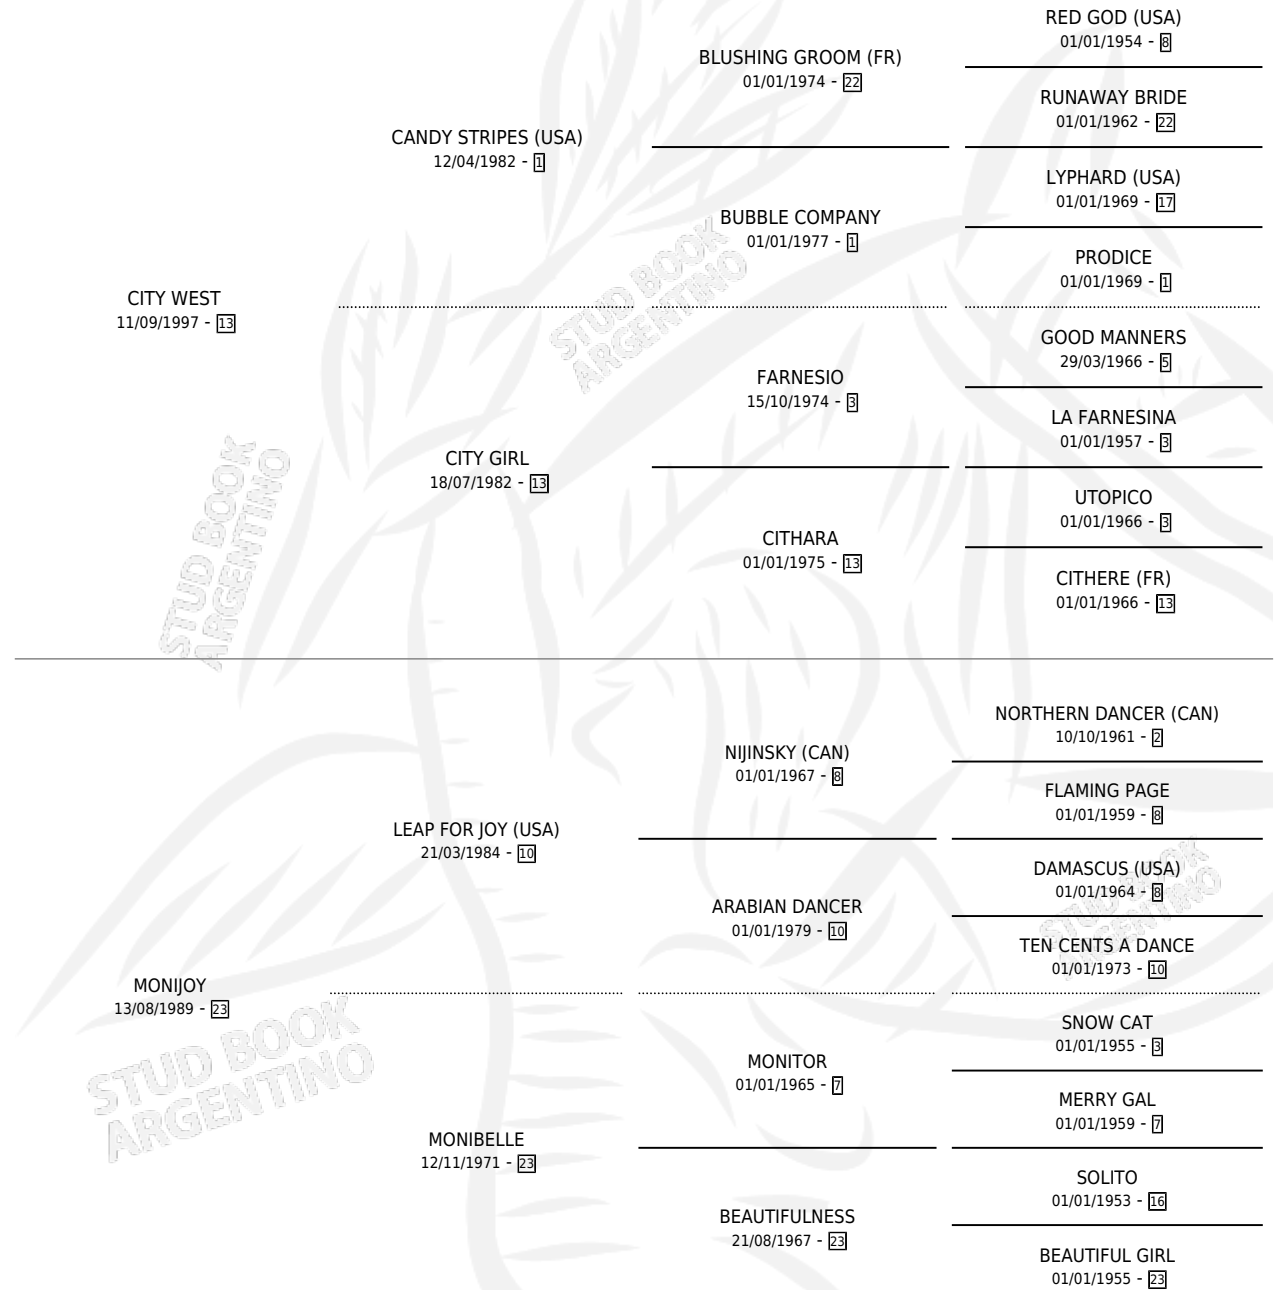 RED GOD (USA)
01/01/1954 - 8
BLUSHING GROOM (FR)
01/01/1974 - 22
RUNAWAY BRIDE
01/01/1962 - 22
CANDY STRIPES (USA)
12/04/1982 - 1
LYPHARD (USA)
01/01/1969 - 17
BUBBLE COMPANY
01/01/1977 - 1
PRODICE
01/01/1969 - 1
STUD BOOK
ARGENTINO
CITY WEST
11/09/1997 - 13
GOOD MANNERS
29/03/1966 - 5
FARNESIO
15/10/1974 - 3
LA FARNESINA
01/01/1957 - 3
CITY GIRL
18/07/1982 - 13
UTOPICO
01/01/1966 - 3
CITHARA
01/01/1975 - 13
CITHERE (FR)
01/01/1966 - 13
STUD BOOK
ARGENTINO
NORTHERN DANCER (CAN)
10/10/1961 - 2
NIJINSKY (CAN)
01/01/1967 - 8
FLAMING PAGE
01/01/1959 - 8
LEAP FOR JOY (USA)
21/03/1984 - 10
DAMASCUS (USA)
01/01/1964 - 8
ARABIAN DANCER
01/01/1979 - 10
STUD BOOK
ARGENTINO
TEN CENTS A DANCE
01/01/1973 - 10
MONIJOY
13/08/1989 - 23
SNOW CAT
01/01/1955 - 3
MONITOR
01/01/1965 - 7
MERRY GAL
01/01/1959 - 7
STUD BOOK
ARGENTINO
MONIBELLE
12/11/1971 - 23
SOLITO
01/01/1953 - 16
BEAUTIFULNESS
21/08/1967 - 23
BEAUTIFUL GIRL
01/01/1955 - 23